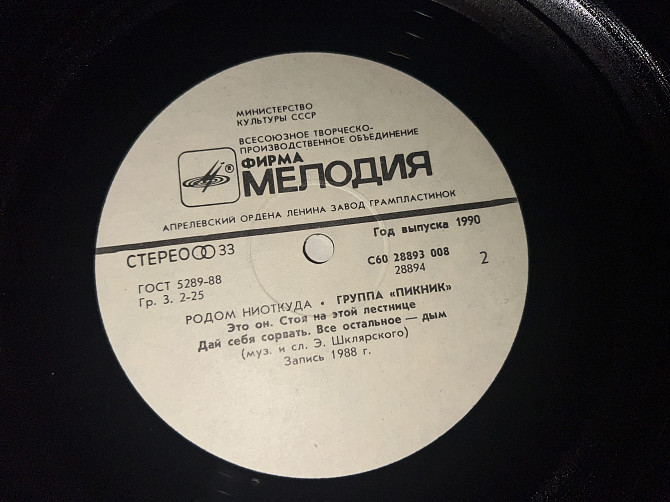 МИНИСТЕРСТВО
КУЛЬТУРЫ СССР
ВСЕСОЮЗНОЕ ТВОРЧЕСКО-
ПРОИЗВОДСТВЕННОЕ ОБЪЕДИНЕНИЕ
®
ФИРМА
МЕЛОДИЯ
АПРЕЛЕВСКИЙ ОРДЕНА ЛЕНИНА ЗАВОД ГРАМПЛАСТИНОК
СТЕРЕО 33
Год выпуска 1990
ГОСТ 5289-88
Гр. 3. 2-25
С60 28893 008
28894
2
РОДОМ НИОТКУДА • ГРУППА «ПИКНИК»
Это он. Стоя на этой лестнице
Дай себя сорвать. Все остальное — дым
(муз. и сл. Э. Шклярского)
Запись 1988 г.